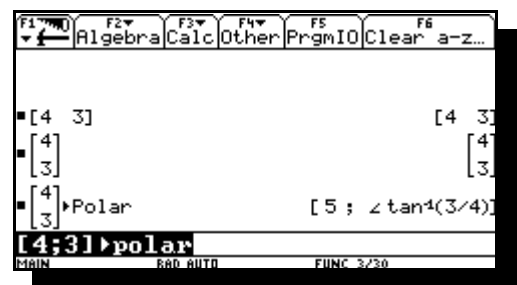 F1 F2▾ F3▾ F4▾ F5 F6
Algebra Calc Other PrgmIO Clear a-z…
▪[4 3] [4 3]
▪[4 [4
3] 3]
▪[4
3]▸Polar [5 ; ∠tan⁻¹(3/4)]
[4;3]▸polar
MAIN RAD AUTO FUNC 3/30